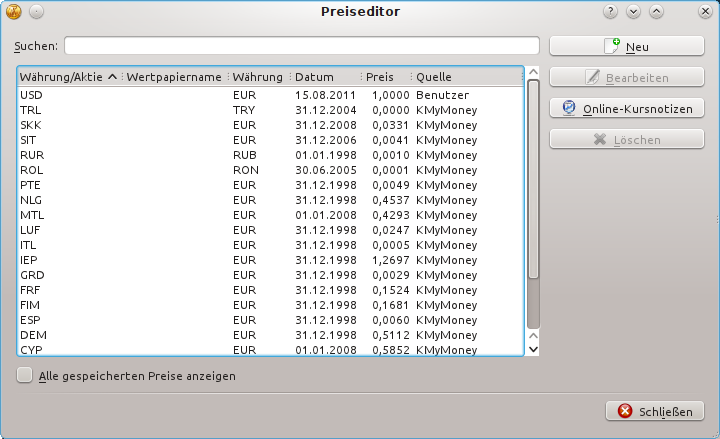 Preiseditor
Suchen:
Neu
Währung/Aktie Wertpapiername Währung Datum Preis Quelle
Bearbeiten
USD EUR 15.08.2011 1,0000 Benutzer
TRL TRY 31.12.2004 0,0000 KMyMoney
Online-Kursnotizen
SKK EUR 31.12.2008 0,0331 KMyMoney
SIT EUR 31.12.2006 0,0041 KMyMoney
Löschen
RUR RUB 01.01.1998 0,0010 KMyMoney
ROL RON 30.06.2005 0,0001 KMyMoney
PTE EUR 31.12.1998 0,0049 KMyMoney
NLG EUR 31.12.1998 0,4537 KMyMoney
MTL EUR 01.01.2008 0,4293 KMyMoney
LUF EUR 31.12.1998 0,0247 KMyMoney
ITL EUR 31.12.1998 0,0005 KMyMoney
IEP EUR 31.12.1998 1,2697 KMyMoney
GRD EUR 31.12.1998 0,0029 KMyMoney
FRF EUR 31.12.1998 0,1524 KMyMoney
FIM EUR 31.12.1998 0,1681 KMyMoney
ESP EUR 31.12.1998 0,0060 KMyMoney
DEM EUR 31.12.1998 0,5112 KMyMoney
CYP EUR 01.01.2008 0,5852 KMyMoney
Alle gespeicherten Preise anzeigen
Schließen